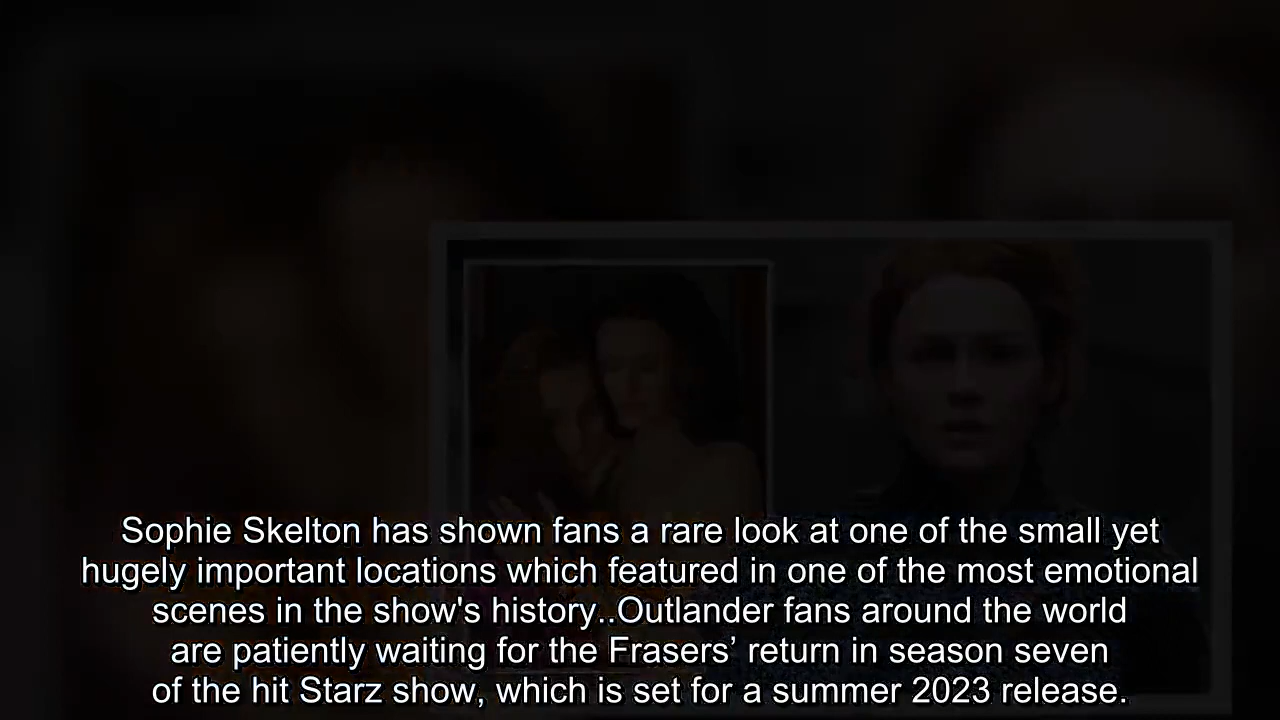 Sophie Skelton has shown fans a rare look at one of the small yet
hugely important locations which featured in one of the most emotional
scenes in the show's history..Outlander fans around the world
are patiently waiting for the Frasers’ return in season seven
of the hit Starz show, which is set for a summer 2023 release.